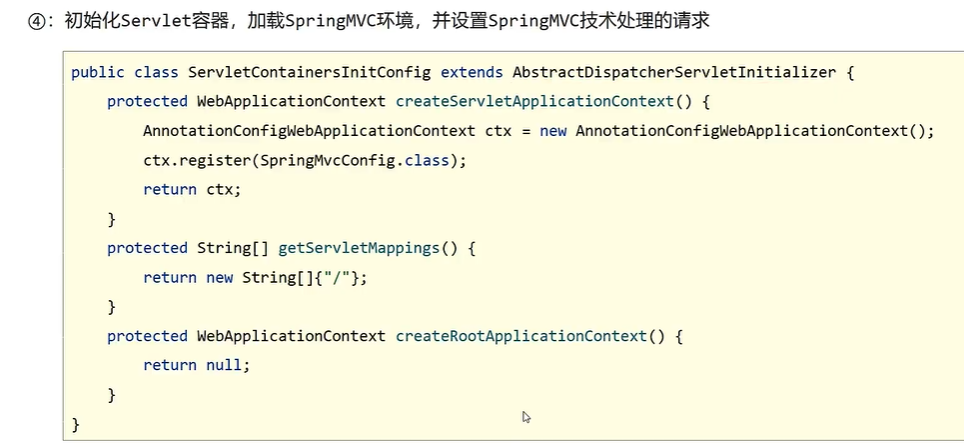 ④：初始化Servlet容器，加载SpringMVC环境，并设置SpringMVC技术处理的请求
public class ServletContainersInitConfig extends AbstractDispatcherServletInitializer {
    protected WebApplicationContext createServletApplicationContext() {
        AnnotationConfigWebApplicationContext ctx = new AnnotationConfigWebApplicationContext();
        ctx.register(SpringMvcConfig.class);
        return ctx;
    }
    protected String[] getServletMappings() {
        return new String[]{"/"};
    }
    protected WebApplicationContext createRootApplicationContext() {
        return null;
    }
}